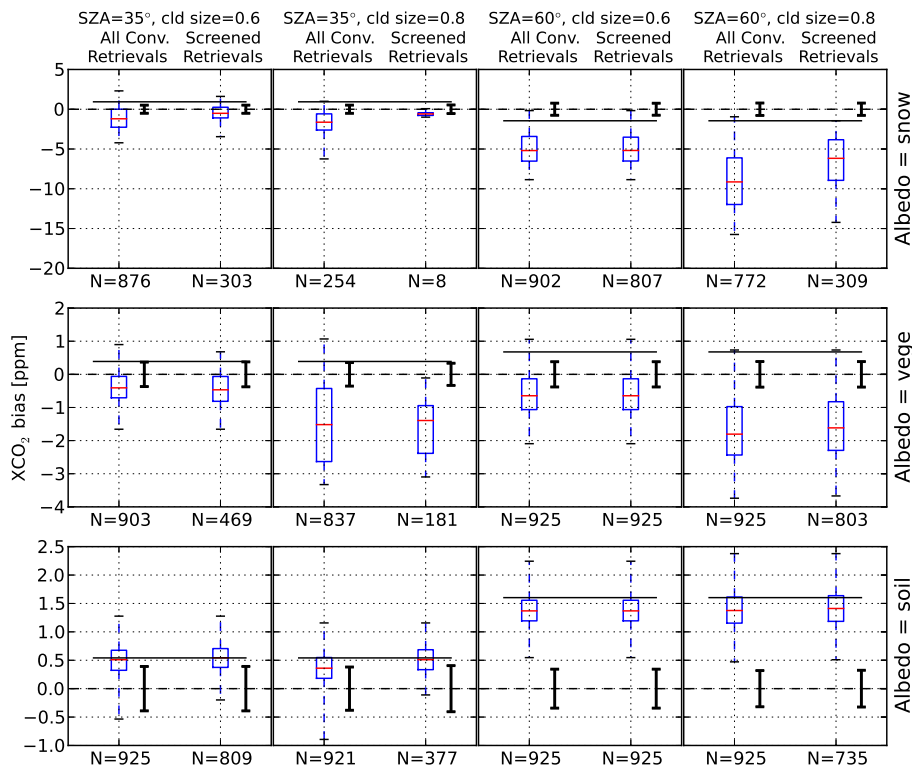 SZA=35°, cld size=0.6 SZA=35°, cld size=0.8 SZA=60°, cld size=0.6 SZA=60°, cld size=0.8
All Conv. Screened All Conv. Screened All Conv. Screened All Conv. Screened
Retrievals Retrievals Retrievals Retrievals Retrievals Retrievals Retrievals Retrievals
5
0
−5
−10
−15
−20
Albedo = snow
N=876 N=303 N=254 N=8 N=902 N=807 N=772 N=309
XCO₂ bias [ppm]
2
1
0
−1
−2
−3
−4
Albedo = vege
N=903 N=469 N=837 N=181 N=925 N=925 N=925 N=803
2.5
2.0
1.5
1.0
0.5
0.0
−0.5
−1.0
Albedo = soil
N=925 N=809 N=921 N=377 N=925 N=925 N=925 N=735